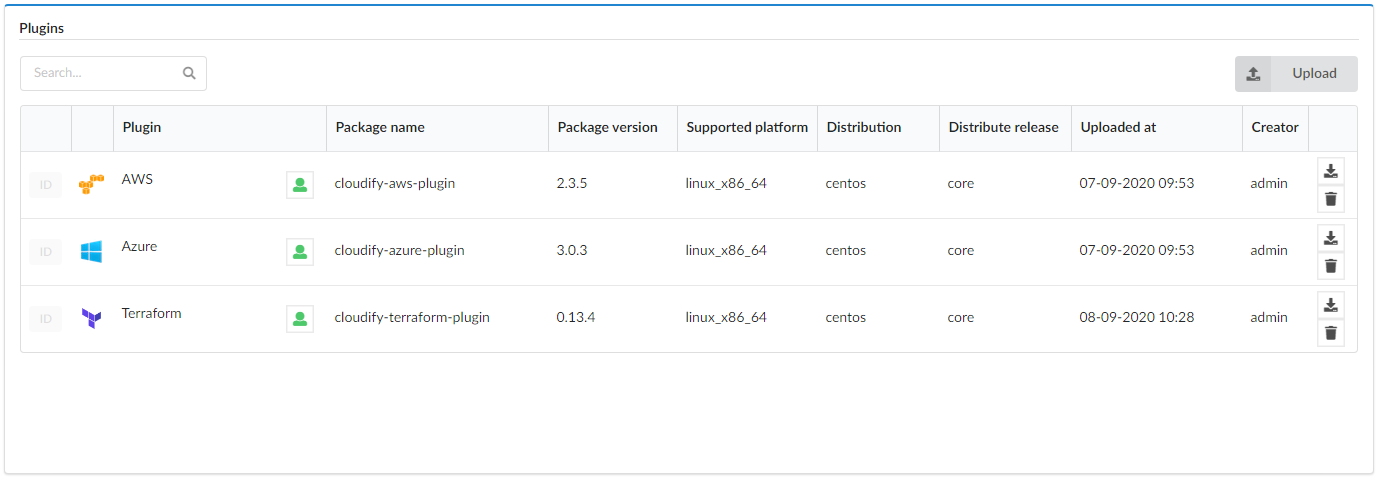 Plugins
Search...
Upload
Plugin Package name Package version Supported platform Distribution Distribute release Uploaded at Creator
ID AWS cloudify-aws-plugin 2.3.5 linux_x86_64 centos core 07-09-2020 09:53 admin
ID Azure cloudify-azure-plugin 3.0.3 linux_x86_64 centos core 07-09-2020 09:53 admin
ID Terraform cloudify-terraform-plugin 0.13.4 linux_x86_64 centos core 08-09-2020 10:28 admin